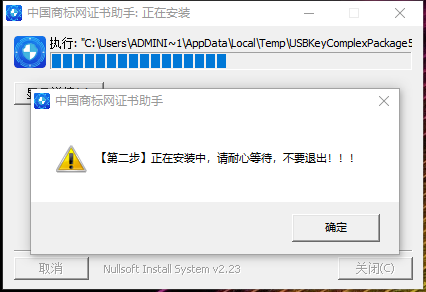 中国商标网证书助手: 正在安装
执行: "C:\Users\ADMINI~1\AppData\Local\Temp\USBKeyComplexPackage5
中国商标网证书助手
【第二步】正在安装中，请耐心等待，不要退出！！！
确定
取消
Nullsoft Install System v2.23
关闭(C)